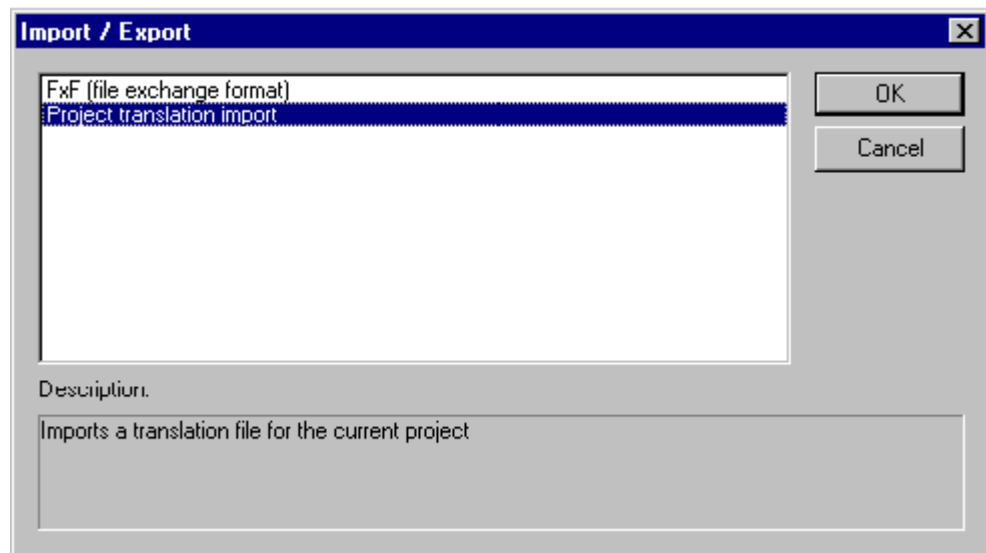 Import / Export
FxF (file exchange format)
Project translation import
OK
Cancel
Description:
Imports a translation file for the current project